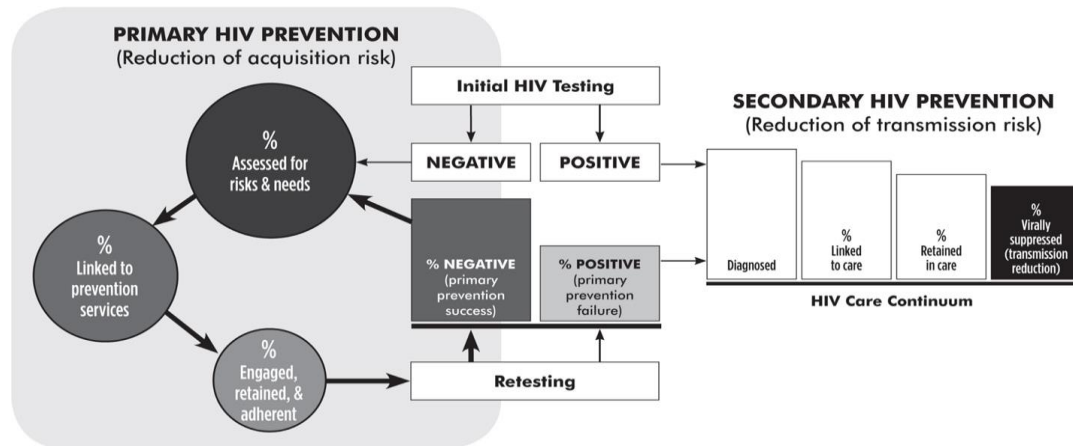 PRIMARY HIV PREVENTION
(Reduction of acquisition risk)
Initial HIV Testing
NEGATIVE
POSITIVE
%
Assessed for
risks & needs
%
Linked to
prevention
services
%
Engaged,
retained, &
adherent
% NEGATIVE
(primary
prevention
success)
% POSITIVE
(primary
prevention
failure)
Retesting
SECONDARY HIV PREVENTION
(Reduction of transmission risk)
Diagnosed
%
Linked
to care
%
Retained
in care
%
Virally
suppressed
(transmission
reduction)
HIV Care Continuum